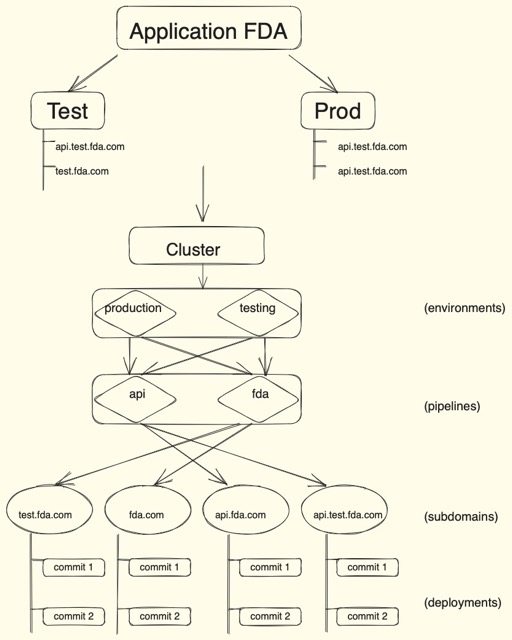 Application FDA
Test
Prod
api.test.fda.com
api.test.fda.com
test.fda.com
api.test.fda.com
Cluster
production
testing
(environments)
api
fda
(pipelines)
test.fda.com
fda.com
api.fda.com
api.test.fda.com
(subdomains)
commit 1
commit 1
commit 1
commit 1
(deployments)
commit 2
commit 2
commit 2
commit 2